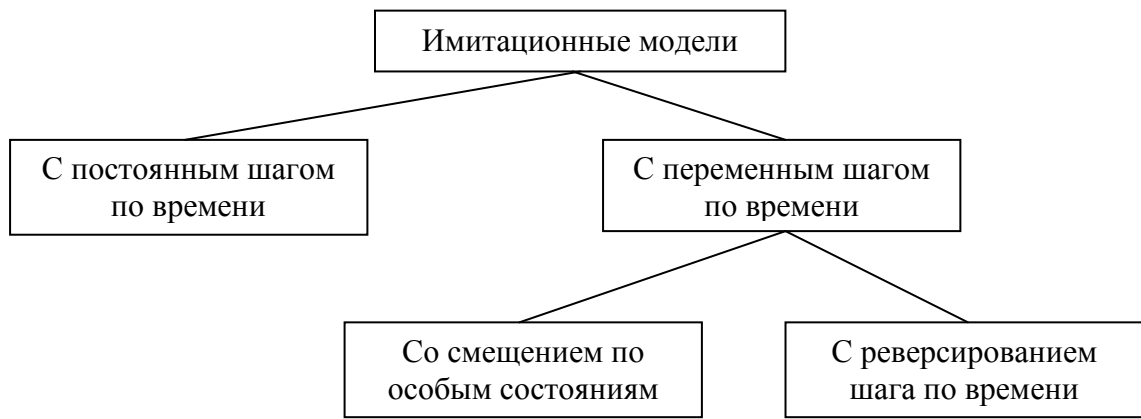 Имитационные модели
С постоянным шагом
по времени
С переменным шагом
по времени
Со смещением по
особым состояниям
С реверсированием
шага по времени